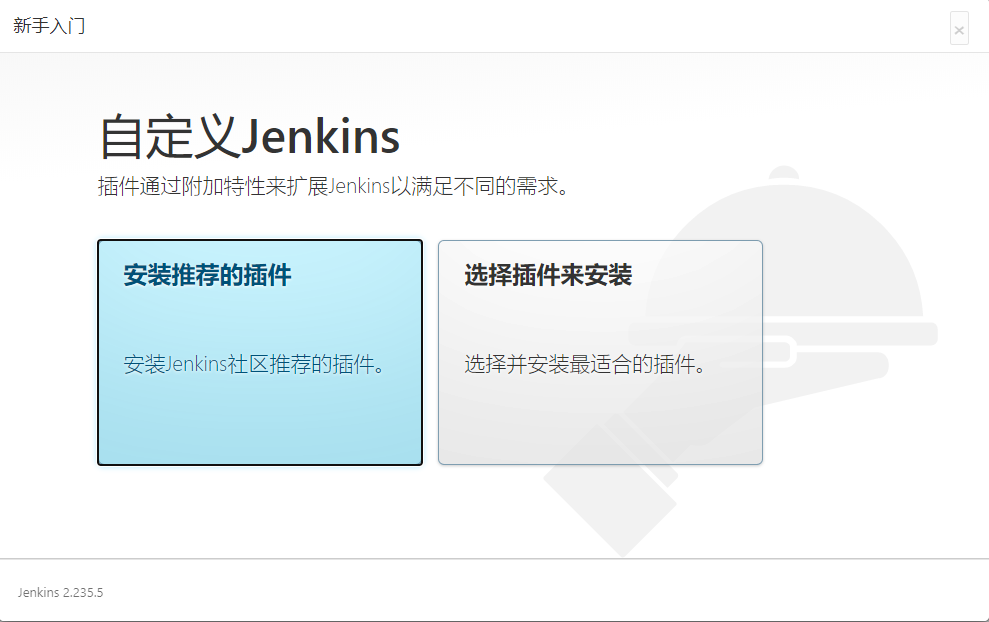 新手入门
×
自定义Jenkins
插件通过附加特性来扩展Jenkins以满足不同的需求。
安装推荐的插件
安装Jenkins社区推荐的插件。
选择插件来安装
选择并安装最适合的插件。
Jenkins 2.235.5